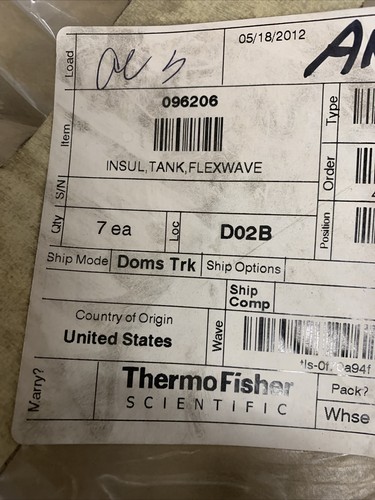 Load
05/18/2012
Item
096206
Type
INSUL,TANK,FLEXWAVE
Order
S/N
Qty
7 ea
Loc
D02B
Position
Ship Mode
Doms Trk
Ship Options
Ship
Comp
Country of Origin
United States
Wave
Marry?
ThermoFisher
SCIENTIFIC
Pack?
Whse